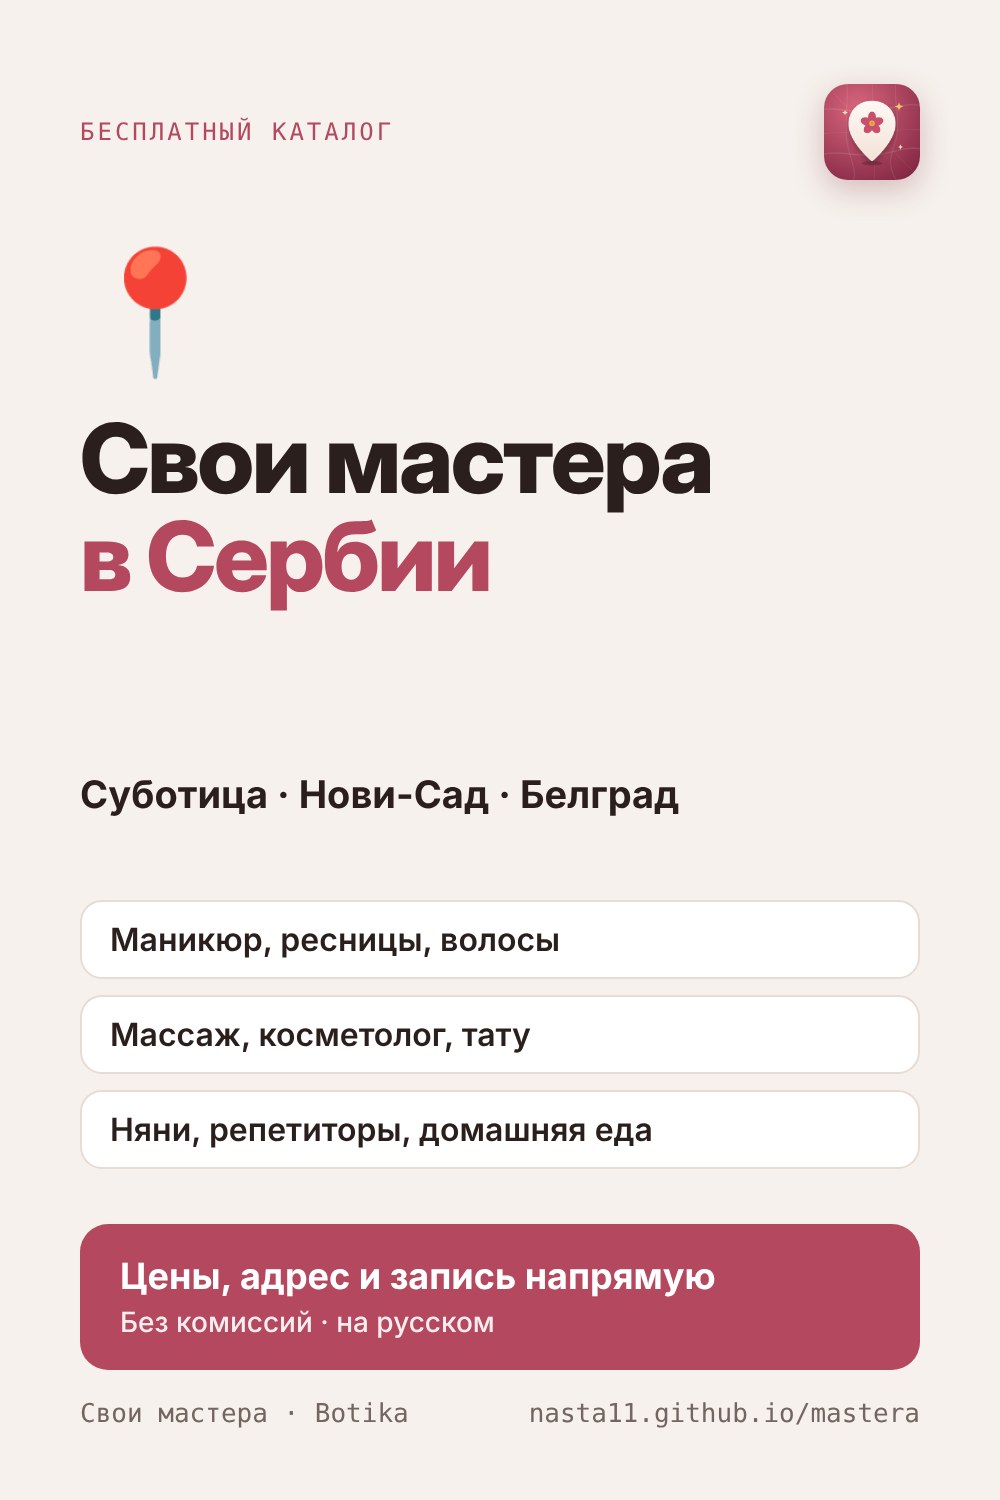 БЕСПЛАТНЫЙ КАТАЛОГ
Свои мастера
в Сербии
Суботица · Нови-Сад · Белград
Маникюр, ресницы, волосы
Массаж, косметолог, тату
Няни, репетиторы, домашняя еда
Цены, адрес и запись напрямую
Без комиссий · на русском
Свои мастера · Botika
nasta11.github.io/mastera